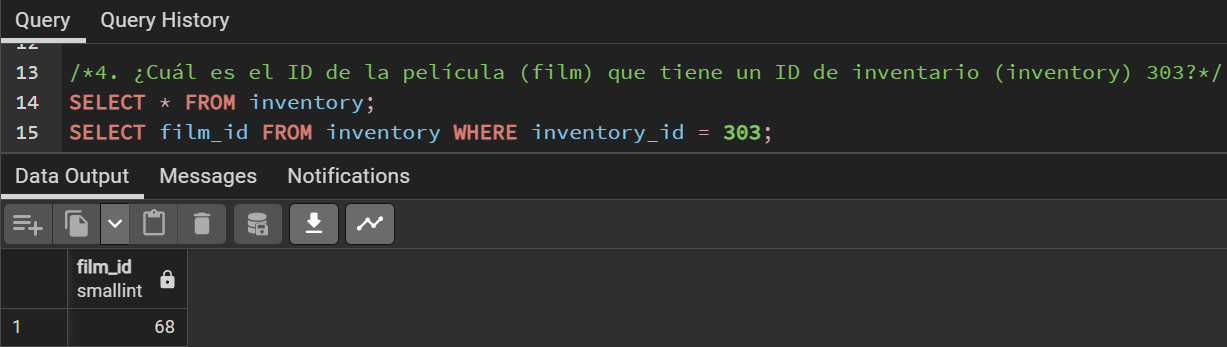 Query Query History
12
13 /*4. ¿Cuál es el ID de la película (film) que tiene un ID de inventario (inventory) 303?*/
14 SELECT * FROM inventory;
15 SELECT film_id FROM inventory WHERE inventory_id = 303;
Data Output Messages Notifications
film_id
smallint
1 68